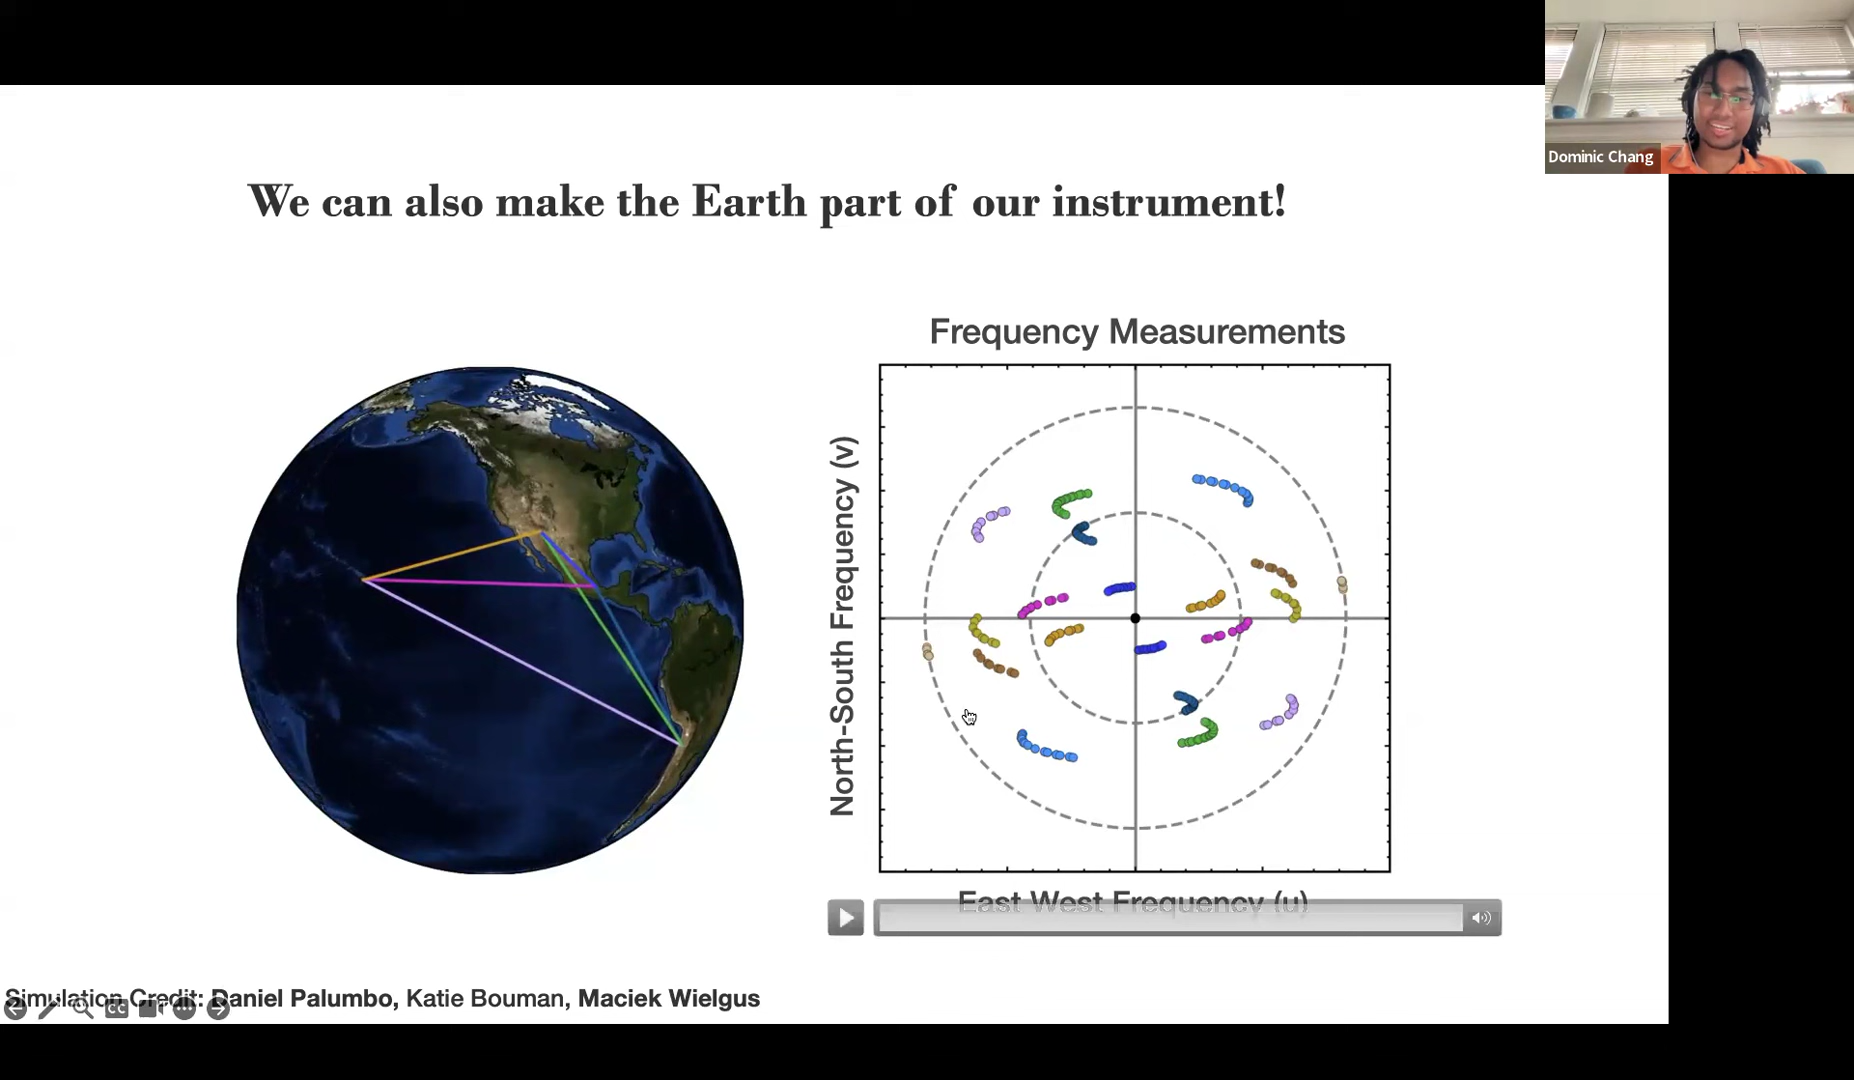 Dominic Chang
We can also make the Earth part of our instrument!
Frequency Measurements
North-South Frequency (v)
East West Frequency (u)
Simulation Credit: Daniel Palumbo, Katie Bouman, Maciek Wielgus
CC